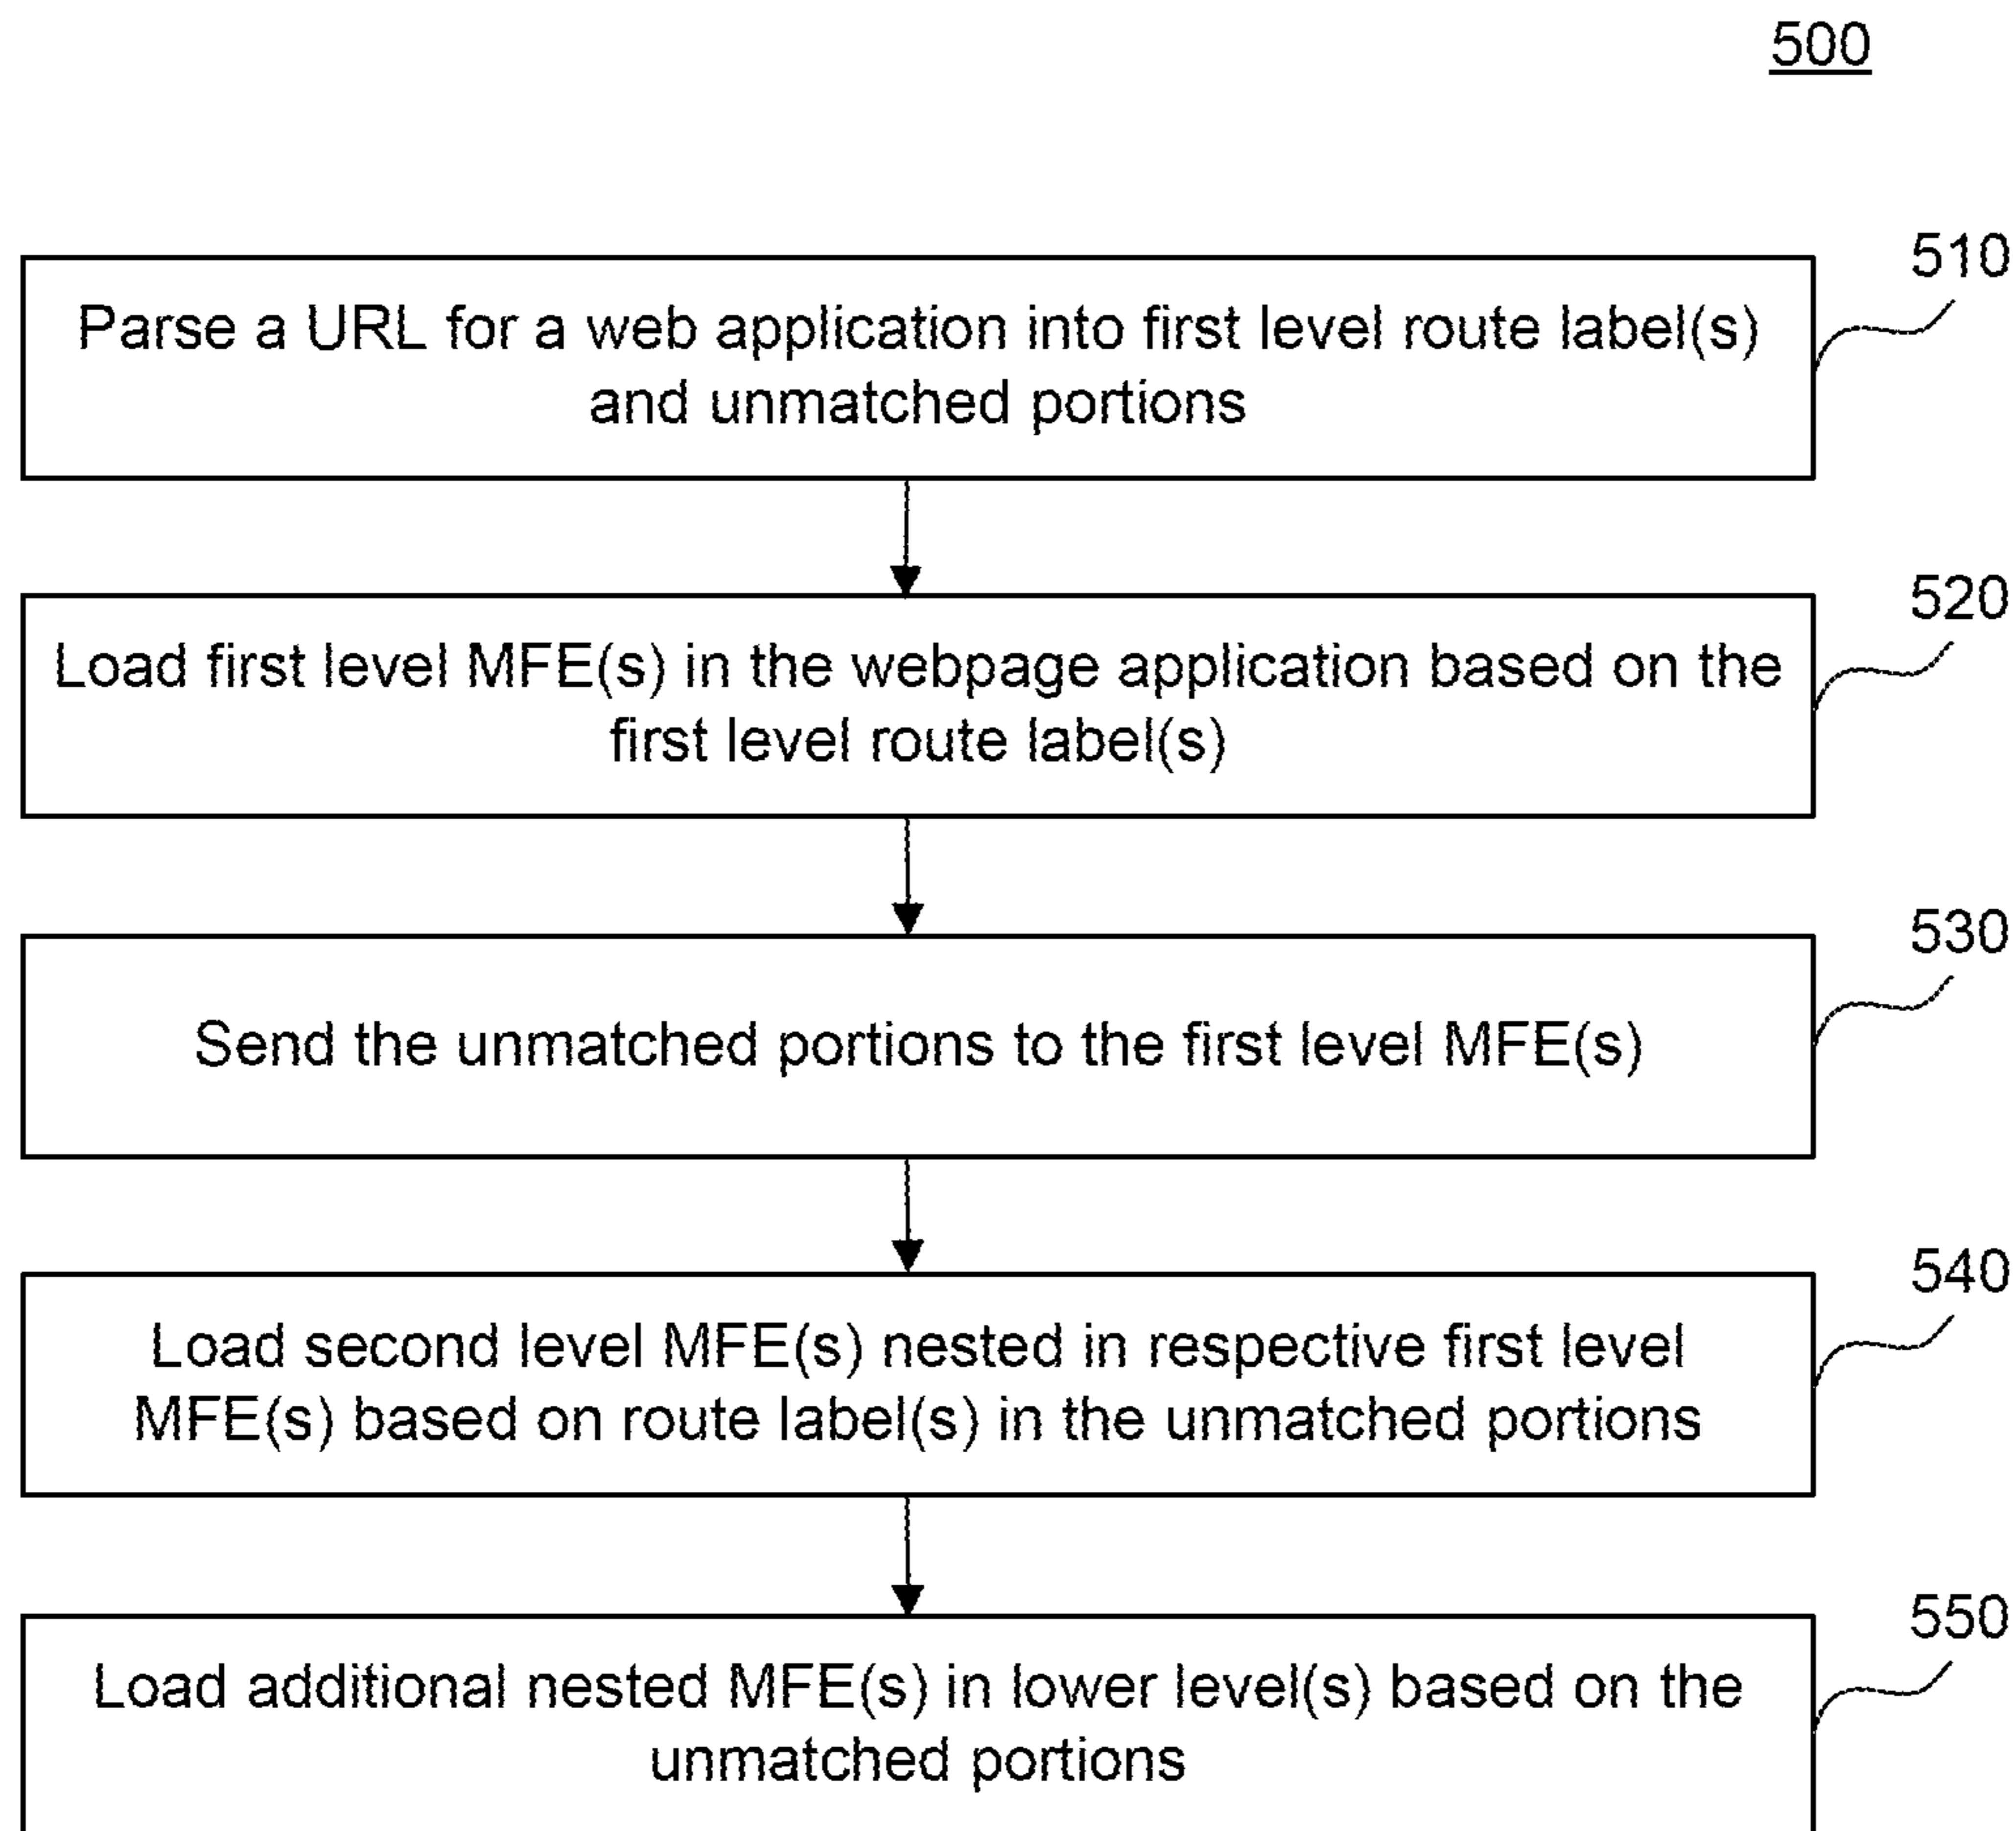 500
510
Parse a URL for a web application into first level route label(s)
and unmatched portions
520
Load first level MFE(s) in the webpage application based on the
first level route label(s)
530
Send the unmatched portions to the first level MFE(s)
540
Load second level MFE(s) nested in respective first level
MFE(s) based on route label(s) in the unmatched portions
550
Load additional nested MFE(s) in lower level(s) based on the
unmatched portions